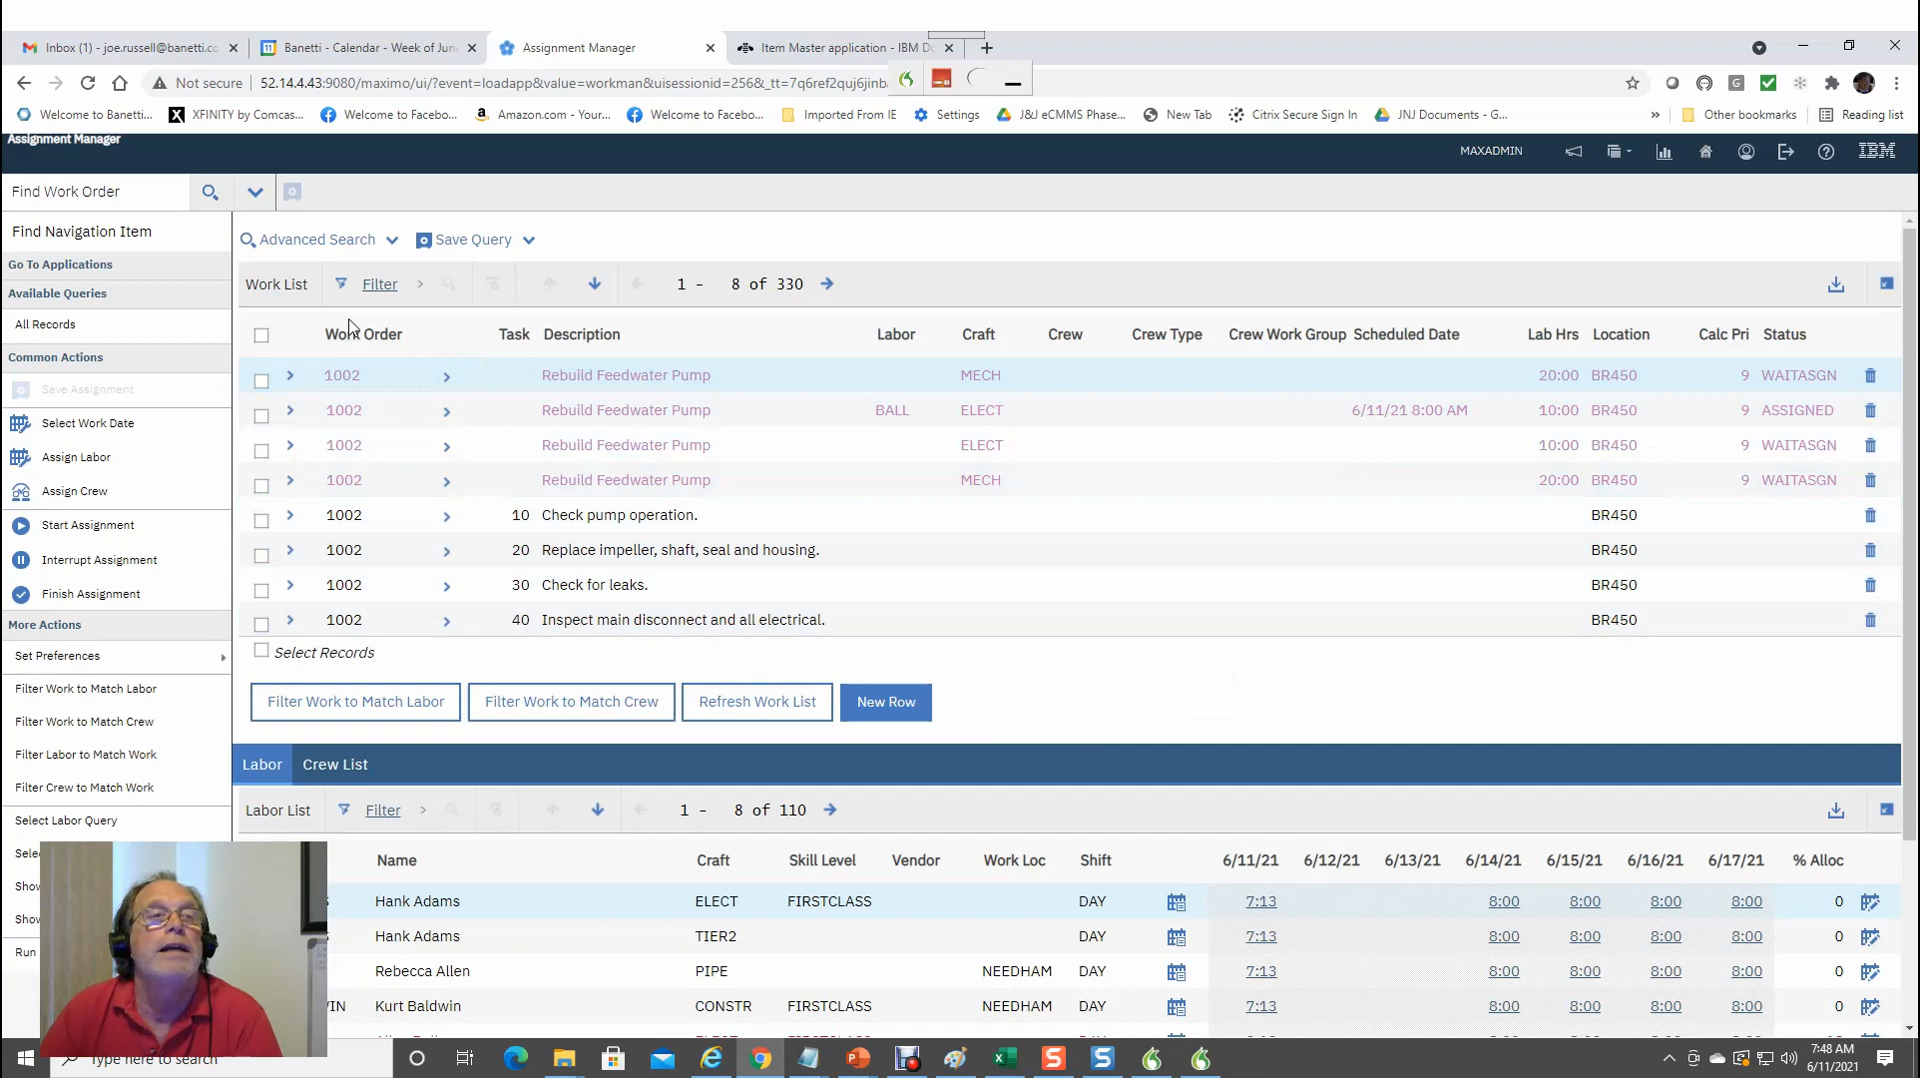 Inbox (1) - joe.russell@banetti.co
Banetti - Calendar - Week of June
Assignment Manager
Item Master application - IBM Do
Not secure
52.14.4.43:9080/maximo/ui/?event=loadapp&value=workman&uisessionid=256&_tt=7q6ref2quj6jinb
Welcome to Banetti...
XFINITY by Comcas...
Welcome to Facebo...
Amazon.com - Your...
Welcome to Facebo...
Imported From IE
Settings
J&J eCMMS Phase...
New Tab
Citrix Secure Sign In
JNJ Documents - G...
Other bookmarks
Reading list
Assignment Manager
MAXADMIN
IBM
Find Work Order
Find Navigation Item
Go To Applications
Available Queries
All Records
Common Actions
Save Assignment
Select Work Date
Assign Labor
Assign Crew
Start Assignment
Interrupt Assignment
Finish Assignment
More Actions
Set Preferences
Filter Work to Match Labor
Filter Work to Match Crew
Filter Labor to Match Work
Filter Crew to Match Work
Select Labor Query
Sele
Show
Show
Run
Advanced Search Save Query
Work List Filter 1 - 8 of 330
Work Order Task Description Labor Craft Crew Crew Type Crew Work Group Scheduled Date Lab Hrs Location Calc Pri Status
1002 Rebuild Feedwater Pump MECH 20:00 BR450 9 WAITASGN
1002 Rebuild Feedwater Pump BALL ELECT 6/11/21 8:00 AM 10:00 BR450 9 ASSIGNED
1002 Rebuild Feedwater Pump ELECT 10:00 BR450 9 WAITASGN
1002 Rebuild Feedwater Pump MECH 20:00 BR450 9 WAITASGN
1002 10 Check pump operation. BR450
1002 20 Replace impeller, shaft, seal and housing. BR450
1002 30 Check for leaks. BR450
1002 40 Inspect main disconnect and all electrical. BR450
Select Records
Filter Work to Match Labor Filter Work to Match Crew Refresh Work List New Row
Labor Crew List
Labor List Filter 1 - 8 of 110
Name Craft Skill Level Vendor Work Loc Shift 6/11/21 6/12/21 6/13/21 6/14/21 6/15/21 6/16/21 6/17/21 % Alloc
S Hank Adams ELECT FIRSTCLASS DAY 7:13 8:00 8:00 8:00 8:00 0
Hank Adams TIER2 DAY 7:13 8:00 8:00 8:00 8:00 0
Rebecca Allen PIPE NEEDHAM DAY 7:13 8:00 8:00 8:00 8:00 0
IN Kurt Baldwin CONSTR FIRSTCLASS NEEDHAM DAY 7:13 8:00 8:00 8:00 8:00 0
Type here to search
7:48 AM
6/11/2021